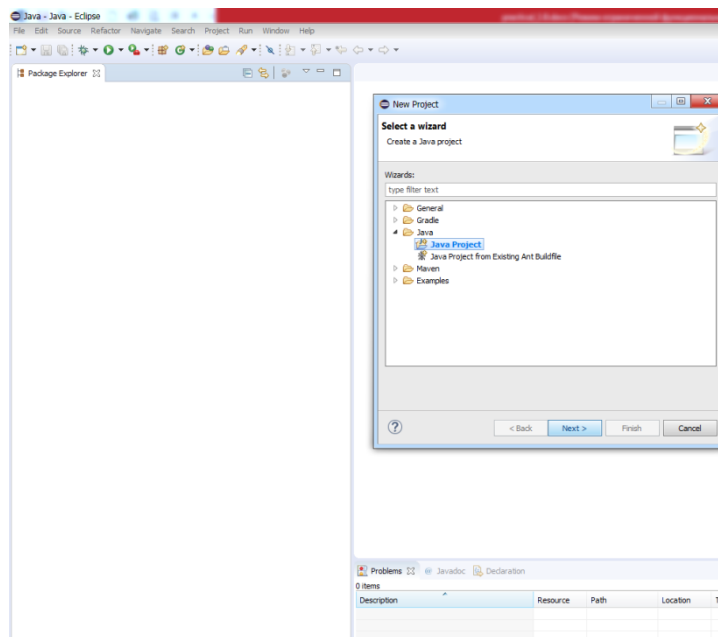 Java - Java - Eclipse
File Edit Source Refactor Navigate Search Project Run Window Help
Package Explorer
New Project
Select a wizard
Create a Java project
Wizards:
type filter text
General
Gradle
Java
Java Project
Java Project from Existing Ant Buildfile
Maven
Examples
< Back Next > Finish Cancel
Problems @ Javadoc Declaration
0 items
Description Resource Path Location T